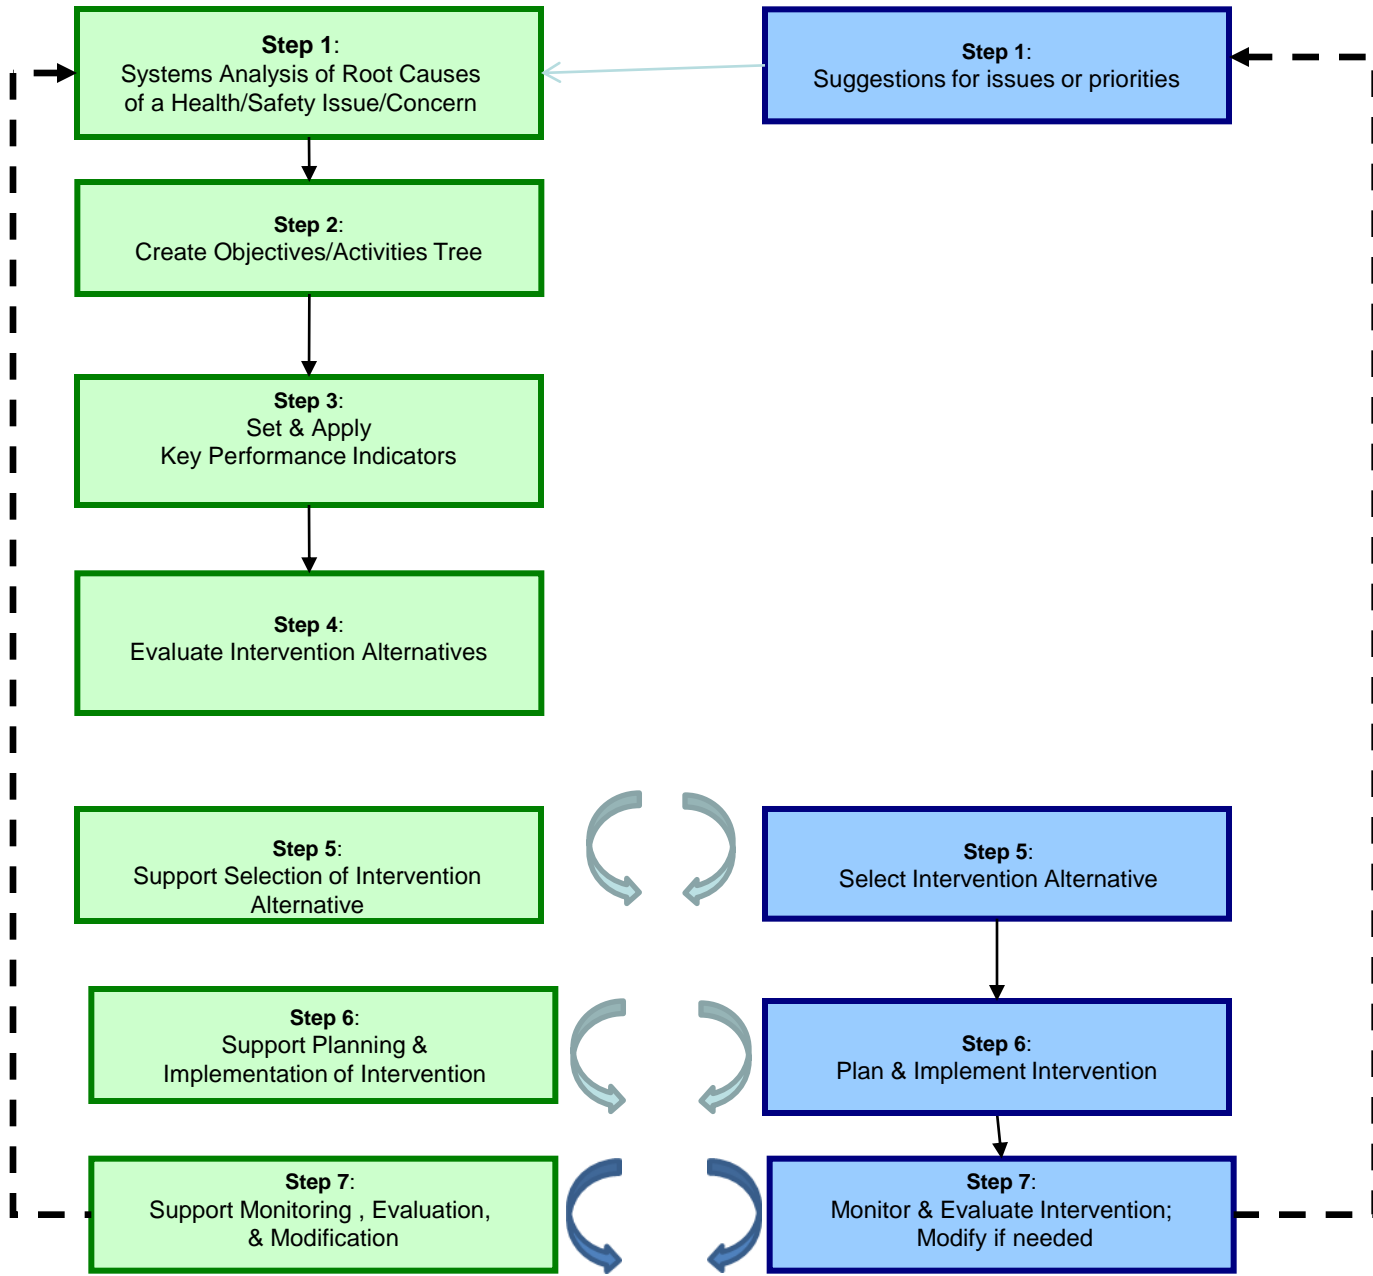 Step 1:
Systems Analysis of Root Causes
of a Health/Safety Issue/Concern
Step 1:
Suggestions for issues or priorities
Step 2:
Create Objectives/Activities Tree
Step 3:
Set & Apply
Key Performance Indicators
Step 4:
Evaluate Intervention Alternatives
Step 5:
Support Selection of Intervention
Alternative
Step 5:
Select Intervention Alternative
Step 6:
Support Planning &
Implementation of Intervention
Step 6:
Plan & Implement Intervention
Step 7:
Support Monitoring , Evaluation,
& Modification
Step 7:
Monitor & Evaluate Intervention;
Modify if needed